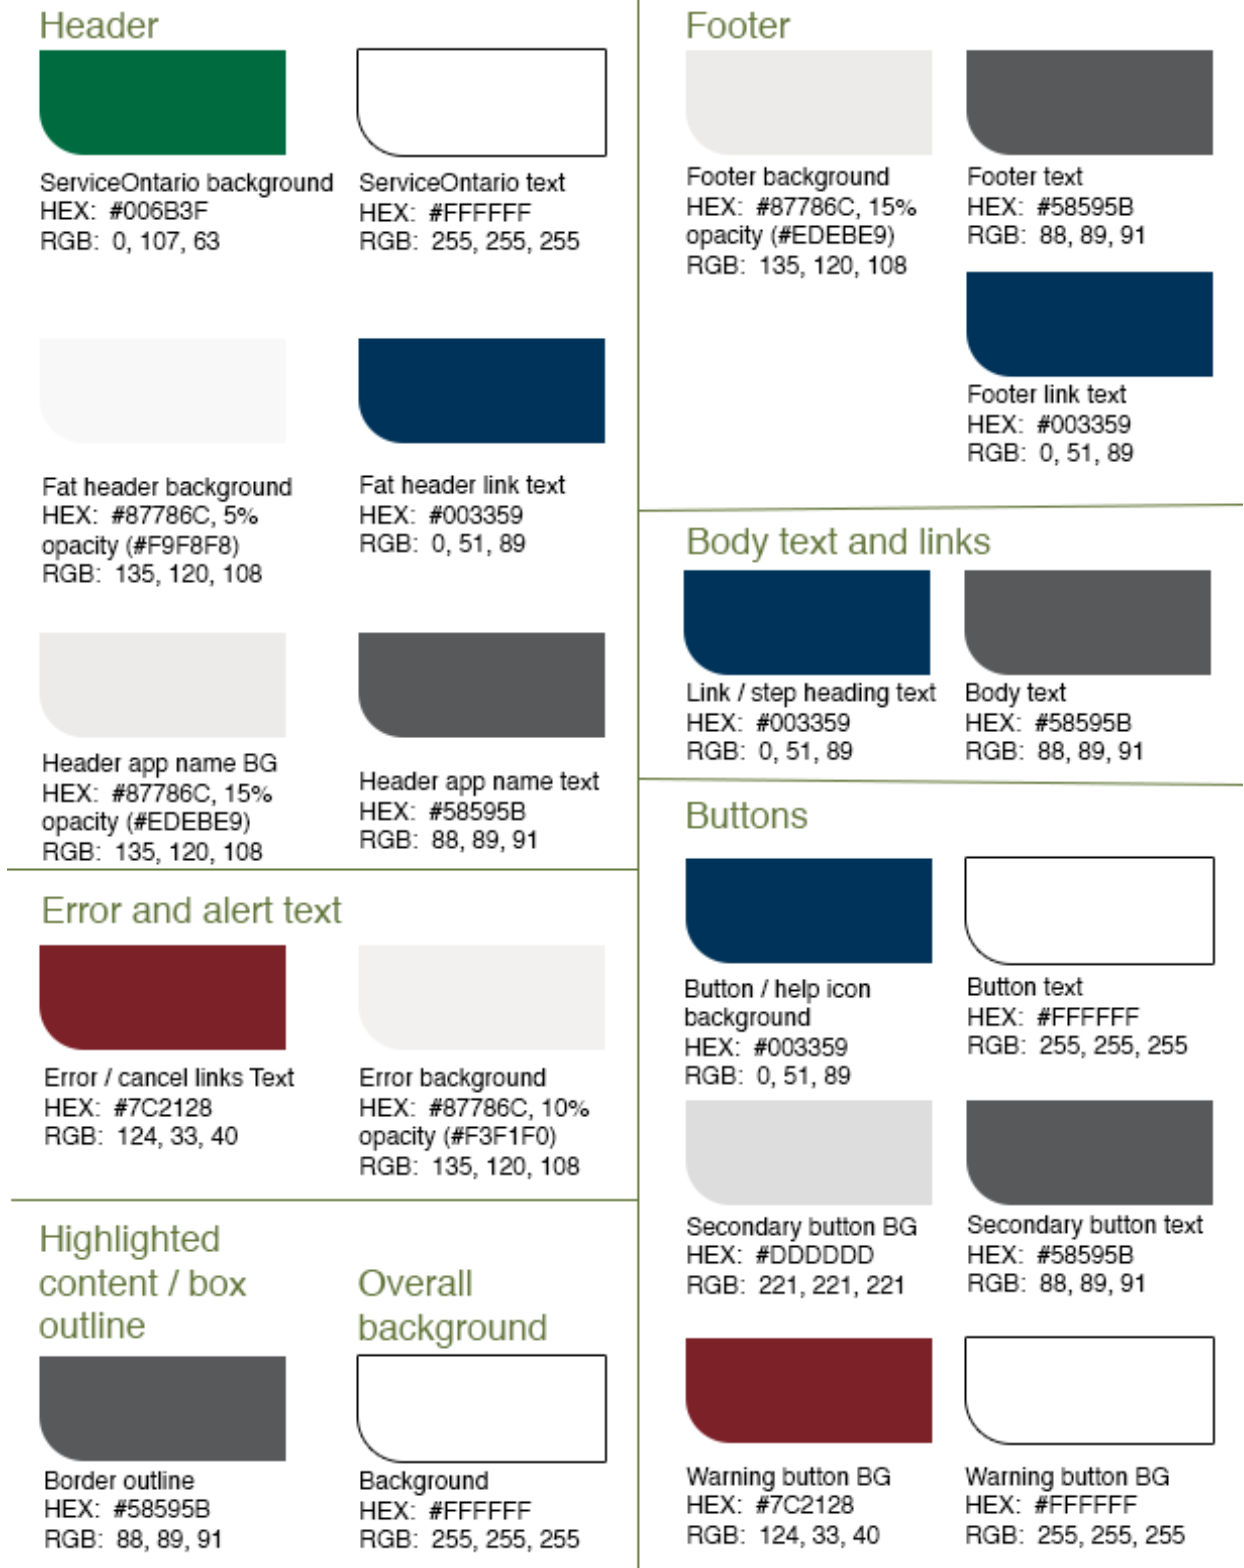 Header
ServiceOntario background
HEX: #006B3F
RGB: 0, 107, 63
ServiceOntario text
HEX: #FFFFFF
RGB: 255, 255, 255
Fat header background
HEX: #87786C, 5%
opacity (#F9F8F8)
RGB: 135, 120, 108
Fat header link text
HEX: #003359
RGB: 0, 51, 89
Header app name BG
HEX: #87786C, 15%
opacity (#EDEBE9)
RGB: 135, 120, 108
Header app name text
HEX: #58595B
RGB: 88, 89, 91
Error and alert text
Error / cancel links Text
HEX: #7C2128
RGB: 124, 33, 40
Error background
HEX: #87786C, 10%
opacity (#F3F1F0)
RGB: 135, 120, 108
Highlighted
content / box
outline
Border outline
HEX: #58595B
RGB: 88, 89, 91
Overall
background
Background
HEX: #FFFFFF
RGB: 255, 255, 255
Footer
Footer background
HEX: #87786C, 15%
opacity (#EDEBE9)
RGB: 135, 120, 108
Footer text
HEX: #58595B
RGB: 88, 89, 91
Footer link text
HEX: #003359
RGB: 0, 51, 89
Body text and links
Link / step heading text
HEX: #003359
RGB: 0, 51, 89
Body text
HEX: #58595B
RGB: 88, 89, 91
Buttons
Button / help icon
background
HEX: #003359
RGB: 0, 51, 89
Button text
HEX: #FFFFFF
RGB: 255, 255, 255
Secondary button BG
HEX: #DDDDDD
RGB: 221, 221, 221
Secondary button text
HEX: #58595B
RGB: 88, 89, 91
Warning button BG
HEX: #7C2128
RGB: 124, 33, 40
Warning button BG
HEX: #FFFFFF
RGB: 255, 255, 255